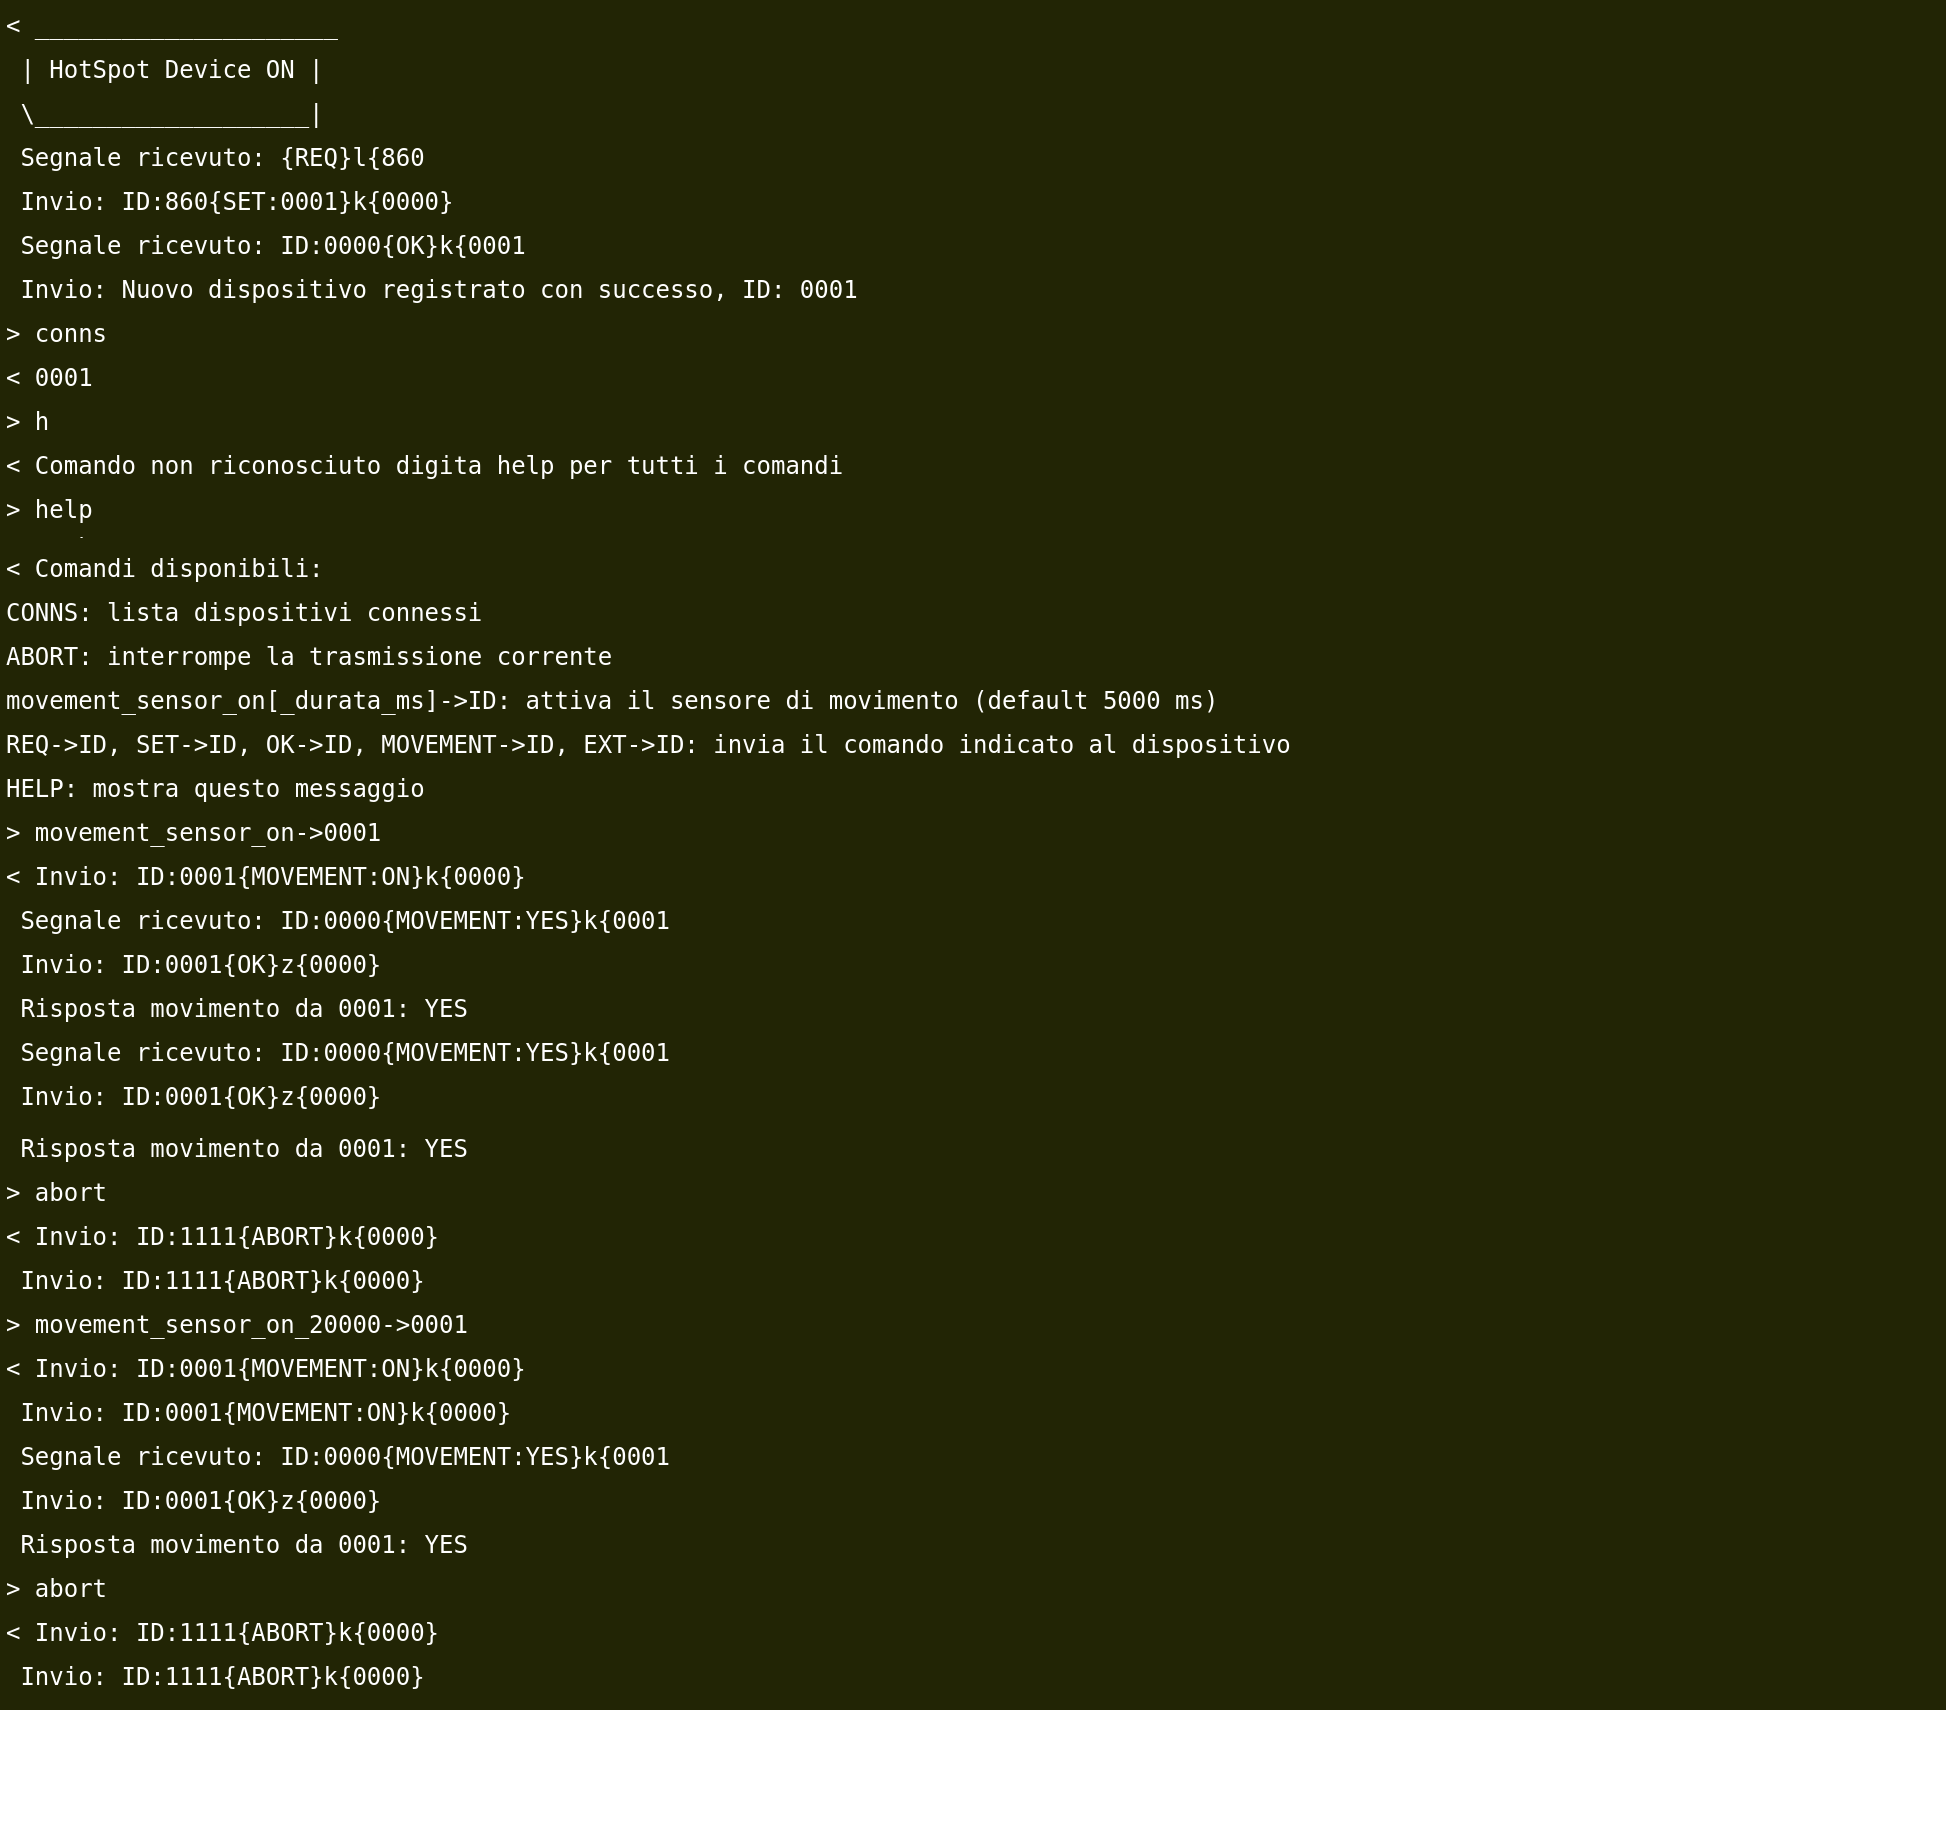 < _____________________
 | HotSpot Device ON |
 \___________________|
 Segnale ricevuto: {REQ}l{860
 Invio: ID:860{SET:0001}k{0000}
 Segnale ricevuto: ID:0000{OK}k{0001
 Invio: Nuovo dispositivo registrato con successo, ID: 0001
> conns
< 0001
> h
< Comando non riconosciuto digita help per tutti i comandi
> help
< Comandi disponibili:
CONNS: lista dispositivi connessi
ABORT: interrompe la trasmissione corrente
movement_sensor_on[_durata_ms]->ID: attiva il sensore di movimento (default 5000 ms)
REQ->ID, SET->ID, OK->ID, MOVEMENT->ID, EXT->ID: invia il comando indicato al dispositivo
HELP: mostra questo messaggio
> movement_sensor_on->0001
< Invio: ID:0001{MOVEMENT:ON}k{0000}
 Segnale ricevuto: ID:0000{MOVEMENT:YES}k{0001
 Invio: ID:0001{OK}z{0000}
 Risposta movimento da 0001: YES
 Segnale ricevuto: ID:0000{MOVEMENT:YES}k{0001
 Invio: ID:0001{OK}z{0000}
 Risposta movimento da 0001: YES
> abort
< Invio: ID:1111{ABORT}k{0000}
 Invio: ID:1111{ABORT}k{0000}
> movement_sensor_on_20000->0001
< Invio: ID:0001{MOVEMENT:ON}k{0000}
 Invio: ID:0001{MOVEMENT:ON}k{0000}
 Segnale ricevuto: ID:0000{MOVEMENT:YES}k{0001
 Invio: ID:0001{OK}z{0000}
 Risposta movimento da 0001: YES
> abort
< Invio: ID:1111{ABORT}k{0000}
 Invio: ID:1111{ABORT}k{0000}